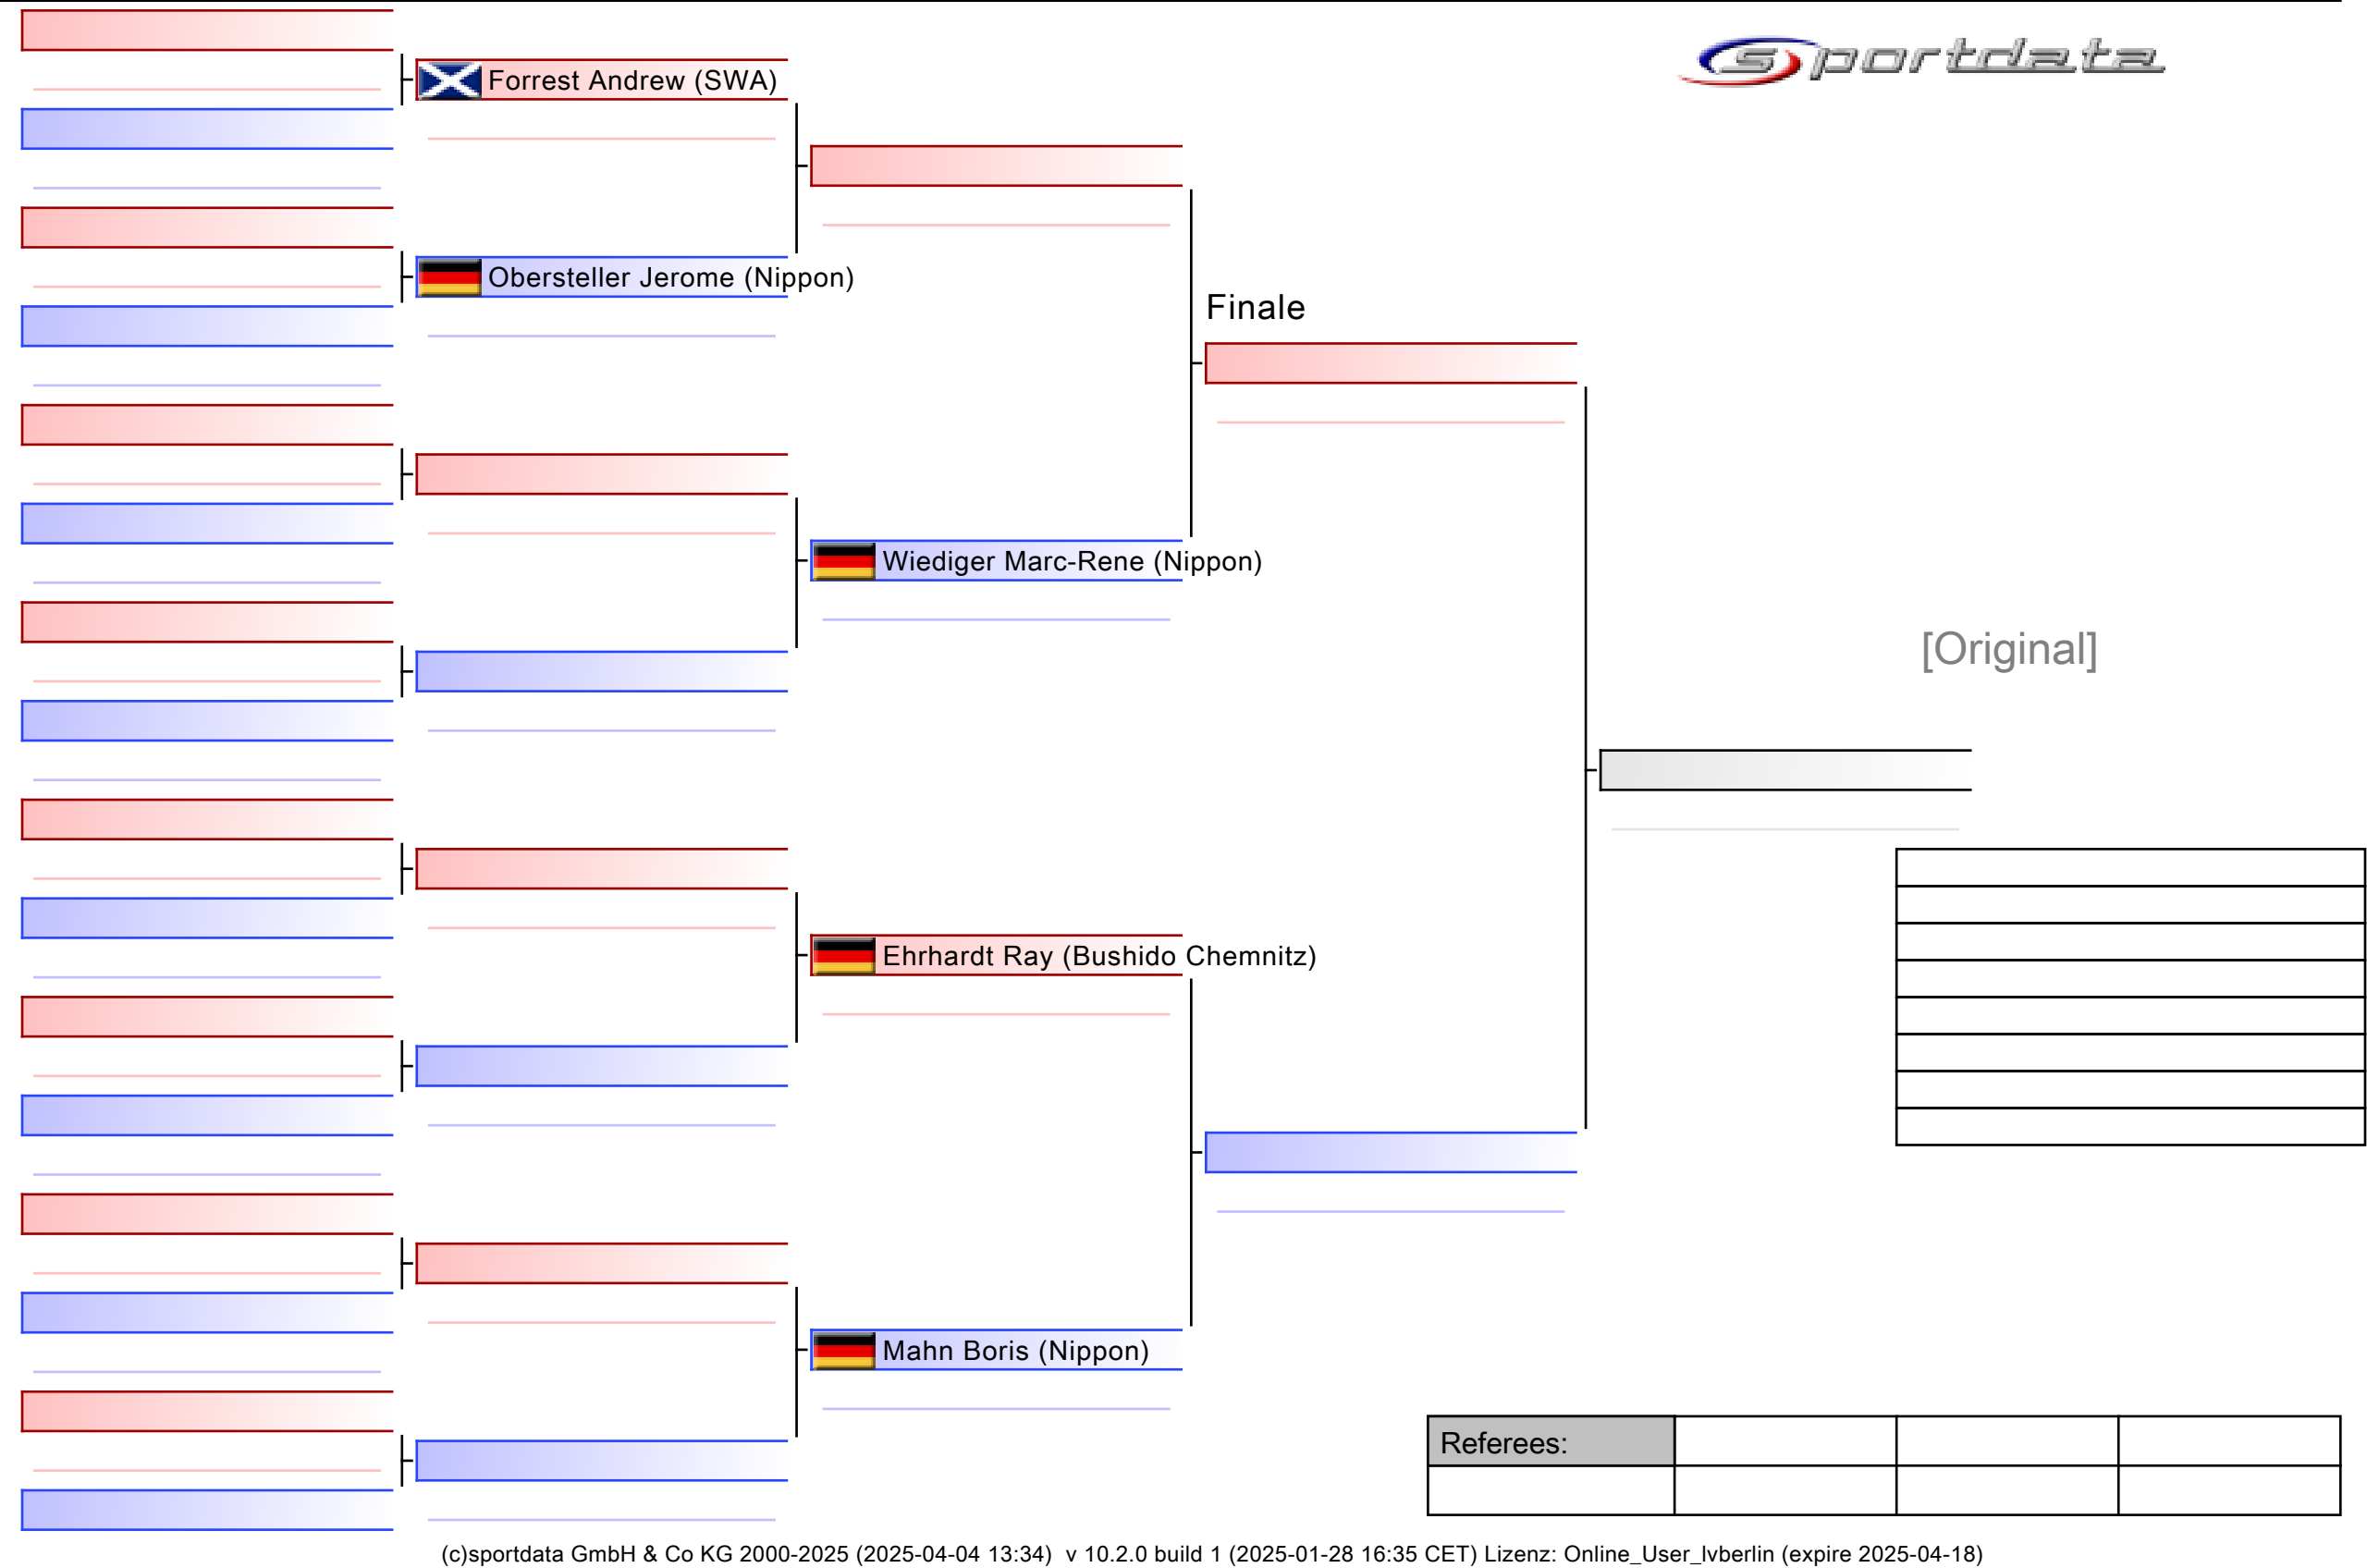 sportdata
Forrest Andrew (SWA)
Obersteller Jerome (Nippon)
Finale
Wiediger Marc-Rene (Nippon)
[Original]
Ehrhardt Ray (Bushido Chemnitz)
Mahn Boris (Nippon)
Referees:
(c)sportdata GmbH & Co KG 2000-2025 (2025-04-04 13:34) v 10.2.0 build 1 (2025-01-28 16:35 CET) Lizenz: Online_User_lvberlin (expire 2025-04-18)